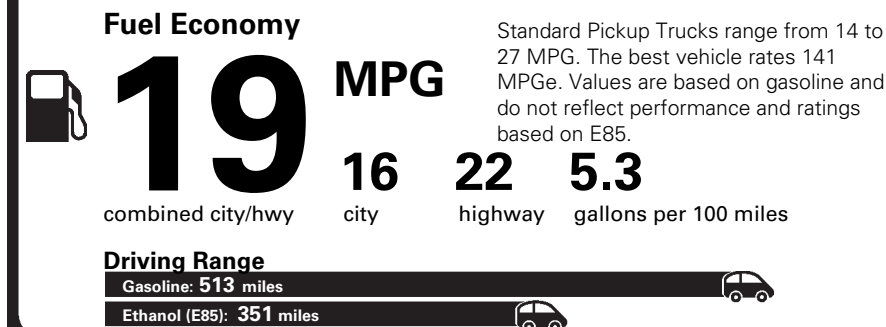 Fuel Economy
19 MPG
Standard Pickup Trucks range from 14 to
27 MPG. The best vehicle rates 141
MPGe. Values are based on gasoline and
do not reflect performance and ratings
based on E85.
16 22 5.3
combined city/hwy city highway gallons per 100 miles
Driving Range
Gasoline: 513 miles
Ethanol (E85): 351 miles